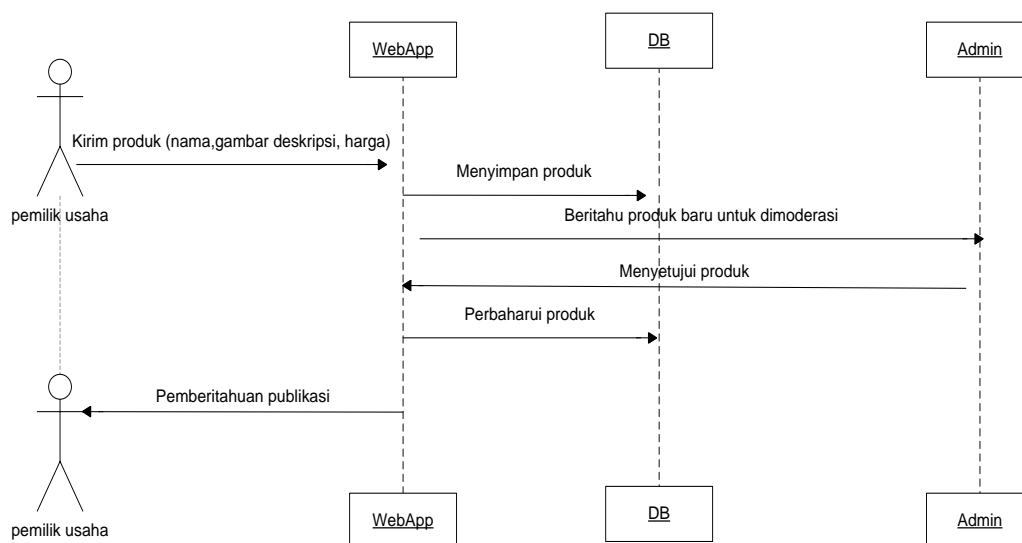 WebApp
DB
Admin
Kirim produk (nama,gambar deskripsi, harga)
pemilik usaha
Menyimpan produk
Beritahu produk baru untuk dimoderasi
Menyetujui produk
Perbaharui produk
Pemberitahuan publikasi
pemilik usaha
WebApp
DB
Admin